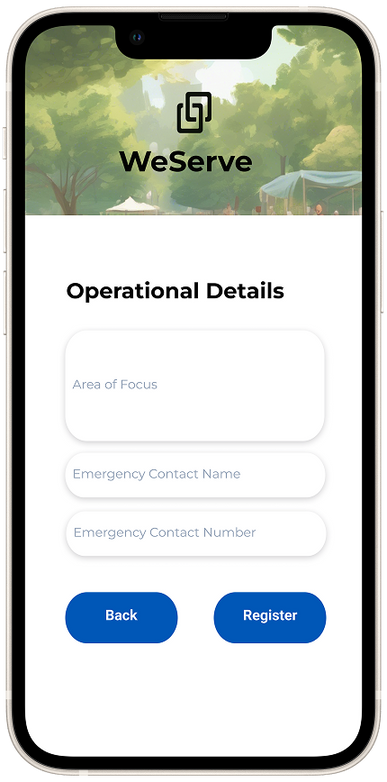 WeServe
Operational Details
Area of Focus
Emergency Contact Name
Emergency Contact Number
Back
Register